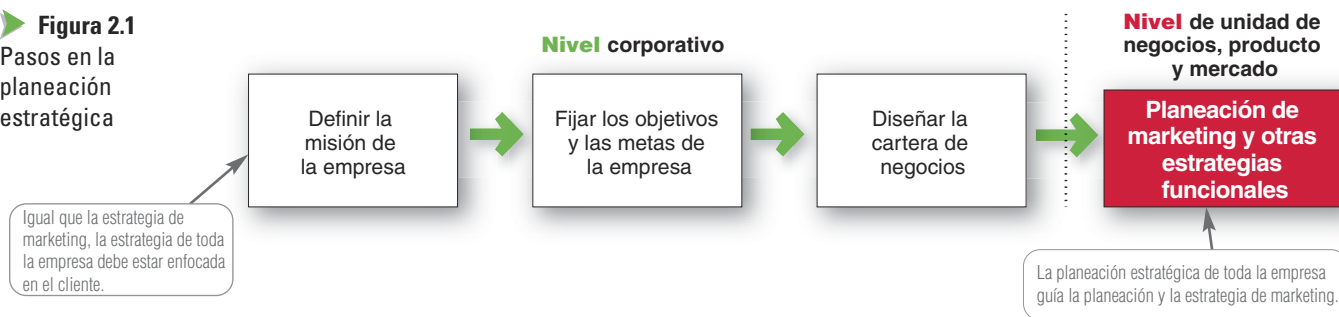 Figura 2.1
Pasos en la
planeación
estratégica
Nivel corporativo
Nivel de unidad de
negocios, producto
y mercado
Definir la
misión de
la empresa
Fijar los objetivos
y las metas de
la empresa
Diseñar la
cartera de
negocios
Planeación de
marketing y otras
estrategias
funcionales
Igual que la estrategia de
marketing, la estrategia de toda
la empresa debe estar enfocada
en el cliente.
La planeación estratégica de toda la empresa
guía la planeación y la estrategia de marketing.